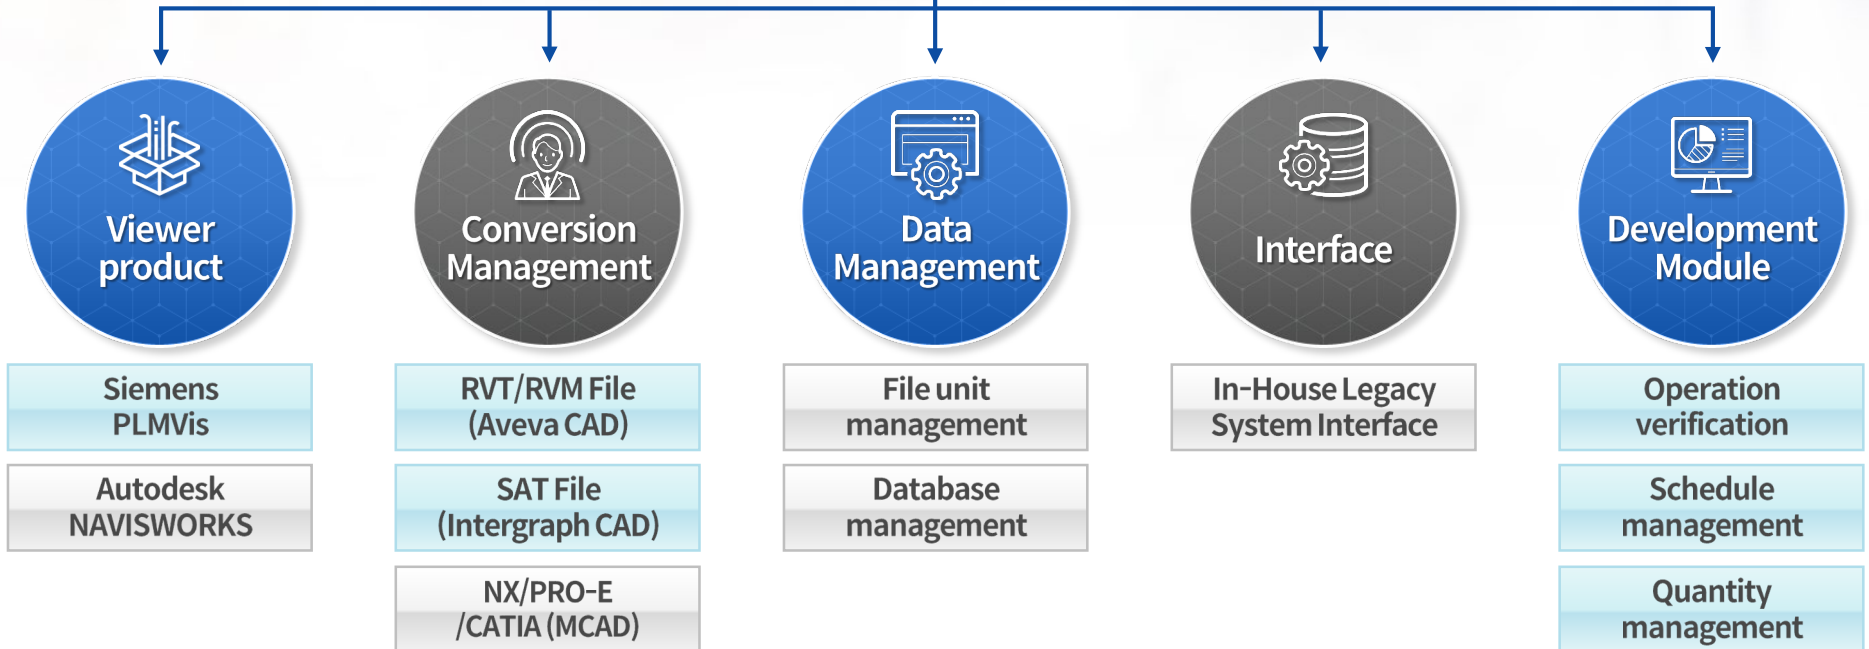 Viewer
product
Siemens
PLMVis
Autodesk
NAVISWORKS
Conversion
Management
RVT/RVM File
(Aveva CAD)
SAT File
(Intergraph CAD)
NX/PRO-E
/CATIA (MCAD)
Data
Management
File unit
management
Database
management
Interface
In-House Legacy
System Interface
Development
Module
Operation
verification
Schedule
management
Quantity
management